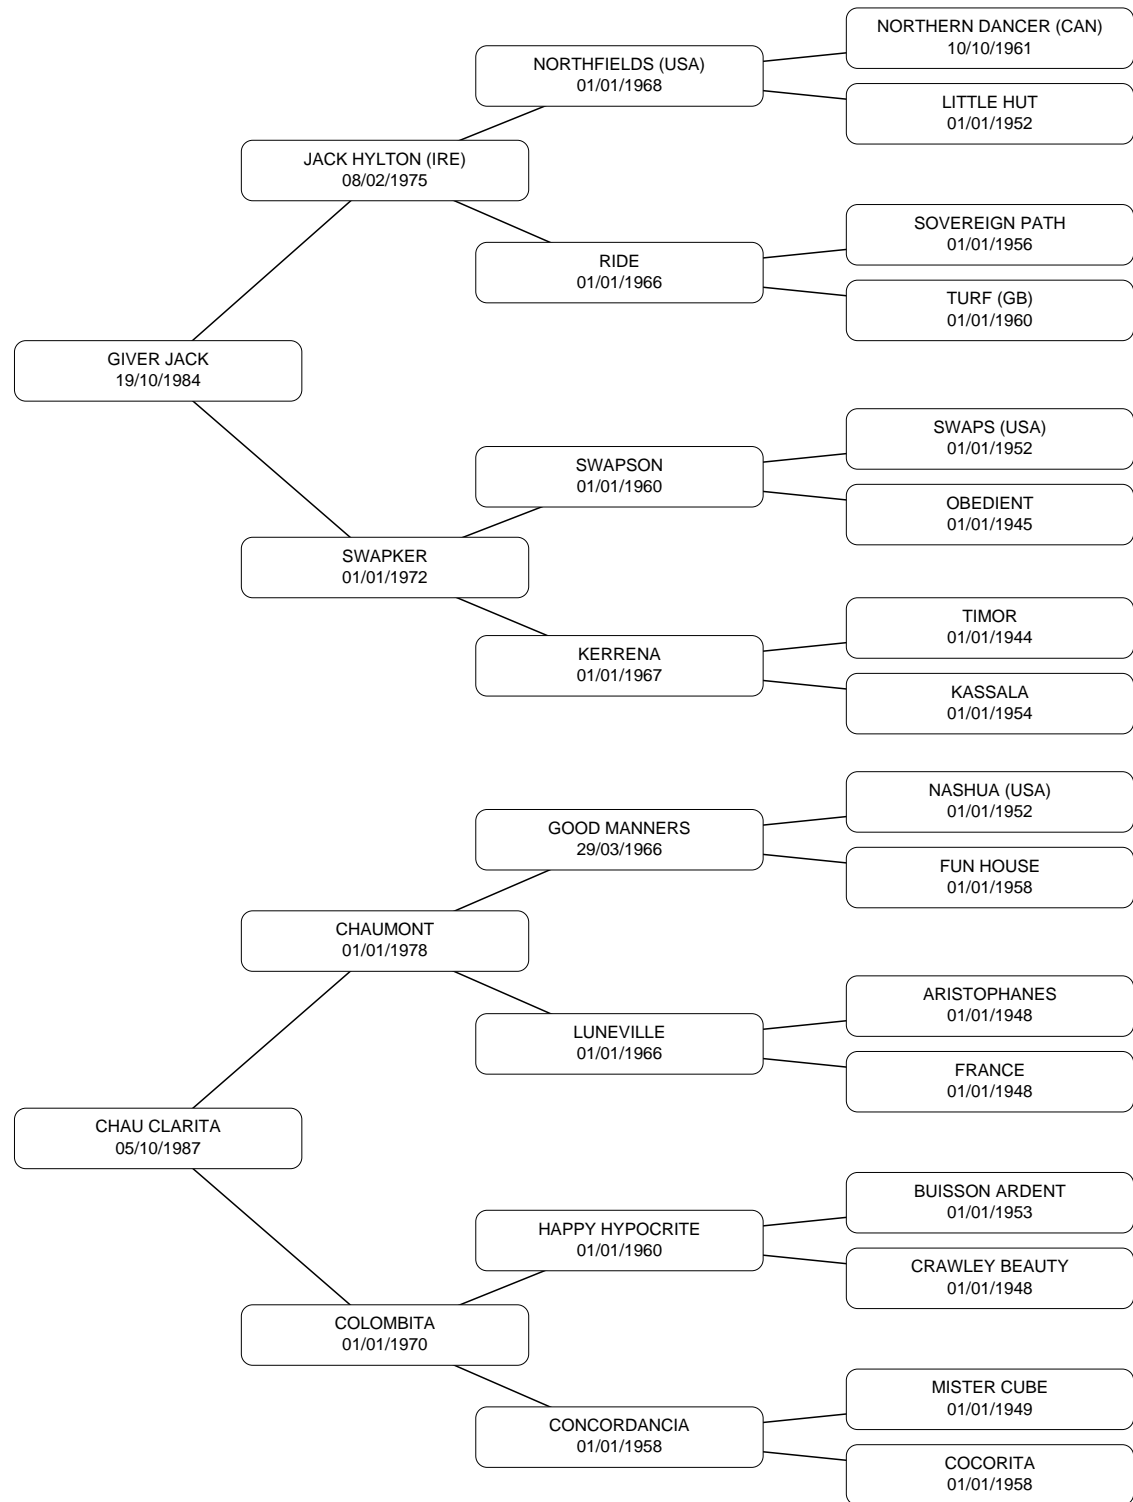 NORTHERN DANCER (CAN)
10/10/1961
NORTHFIELDS (USA)
01/01/1968
LITTLE HUT
01/01/1952
JACK HYLTON (IRE)
08/02/1975
SOVEREIGN PATH
01/01/1956
RIDE
01/01/1966
TURF (GB)
01/01/1960
GIVER JACK
19/10/1984
SWAPS (USA)
01/01/1952
SWAPSON
01/01/1960
OBEDIENT
01/01/1945
SWAPKER
01/01/1972
TIMOR
01/01/1944
KERRENA
01/01/1967
KASSALA
01/01/1954
NASHUA (USA)
01/01/1952
GOOD MANNERS
29/03/1966
FUN HOUSE
01/01/1958
CHAUMONT
01/01/1978
ARISTOPHANES
01/01/1948
LUNEVILLE
01/01/1966
FRANCE
01/01/1948
CHAU CLARITA
05/10/1987
BUISSON ARDENT
01/01/1953
HAPPY HYPOCRITE
01/01/1960
CRAWLEY BEAUTY
01/01/1948
COLOMBITA
01/01/1970
MISTER CUBE
01/01/1949
CONCORDANCIA
01/01/1958
COCORITA
01/01/1958